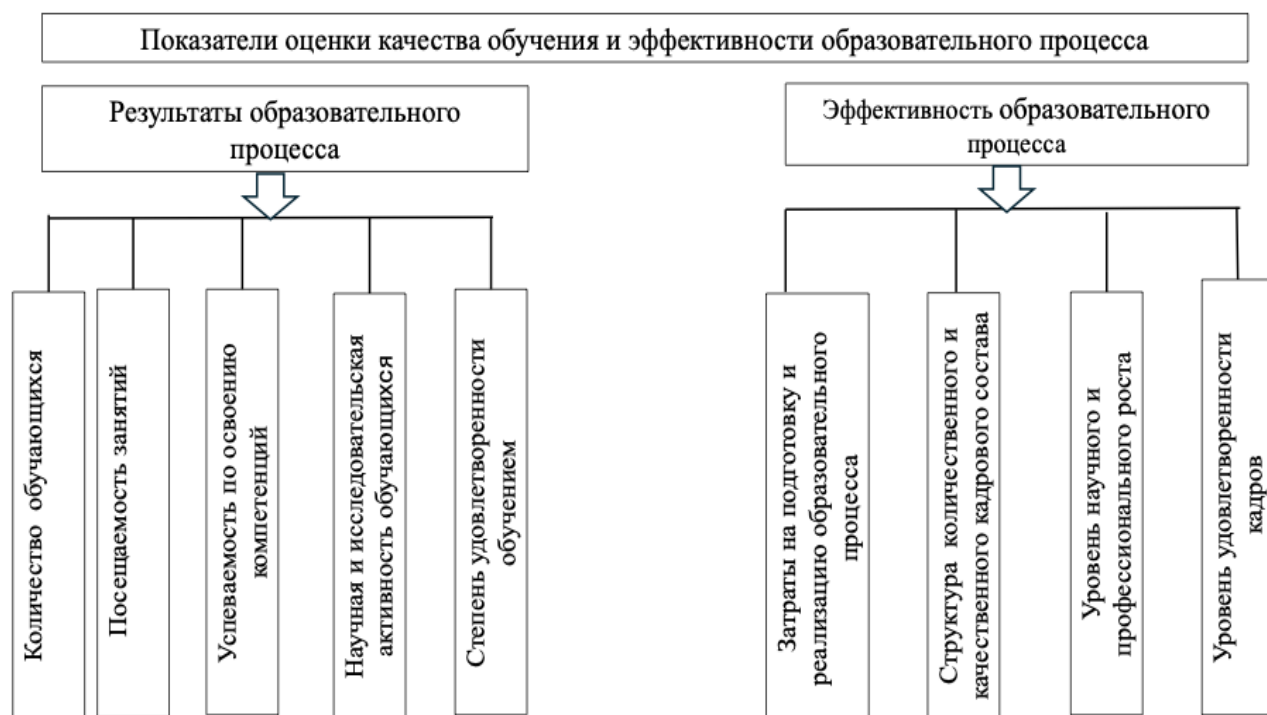 Показатели оценки качества обучения и эффективности образовательного процесса
Результаты образовательного
процесса
Эффективность образовательного
процесса
Количество обучающихся
Посещаемость занятий
Успеваемость по освоению
компетенций
Научная и исследовательская
активность обучающихся
Степень удовлетворенности
обучением
Затраты на подготовку и
реализацию образовательного
процесса
Структура количественного и
качественного кадрового состава
Уровень научного и
профессионального роста
Уровень удовлетворенности
кадров